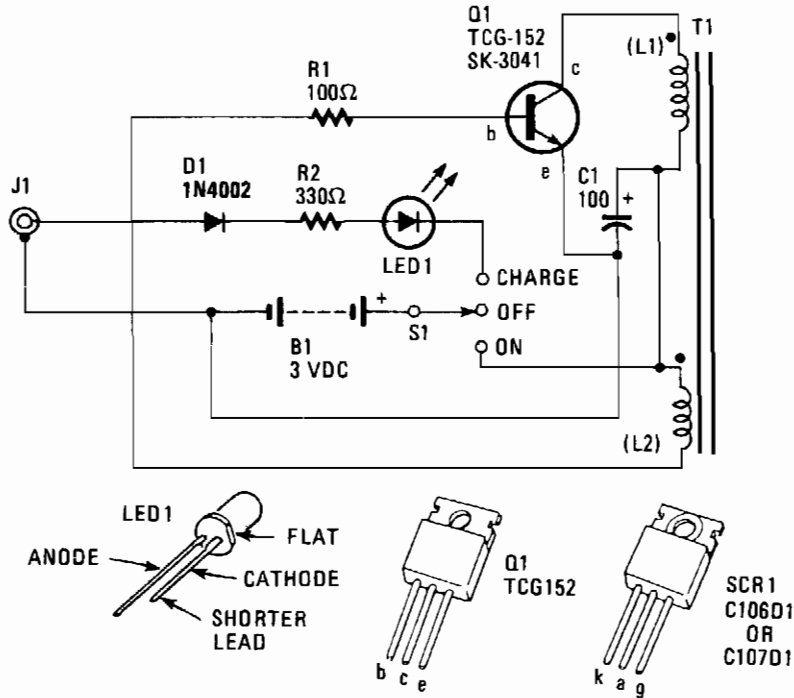 Q1
TCG-152
SK-3041
T1
(L1)
R1
100Ω
c
b
e
D1
1N4002
R2
330Ω
C1
100 +
J1
LED1
CHARGE
+
S1
OFF
B1
3 VDC
ON
(L2)
LED1
FLAT
ANODE
CATHODE
SHORTER
LEAD
Q1
TCG152
b c e
SCR1
C106D1
OR
C107D1
k a g